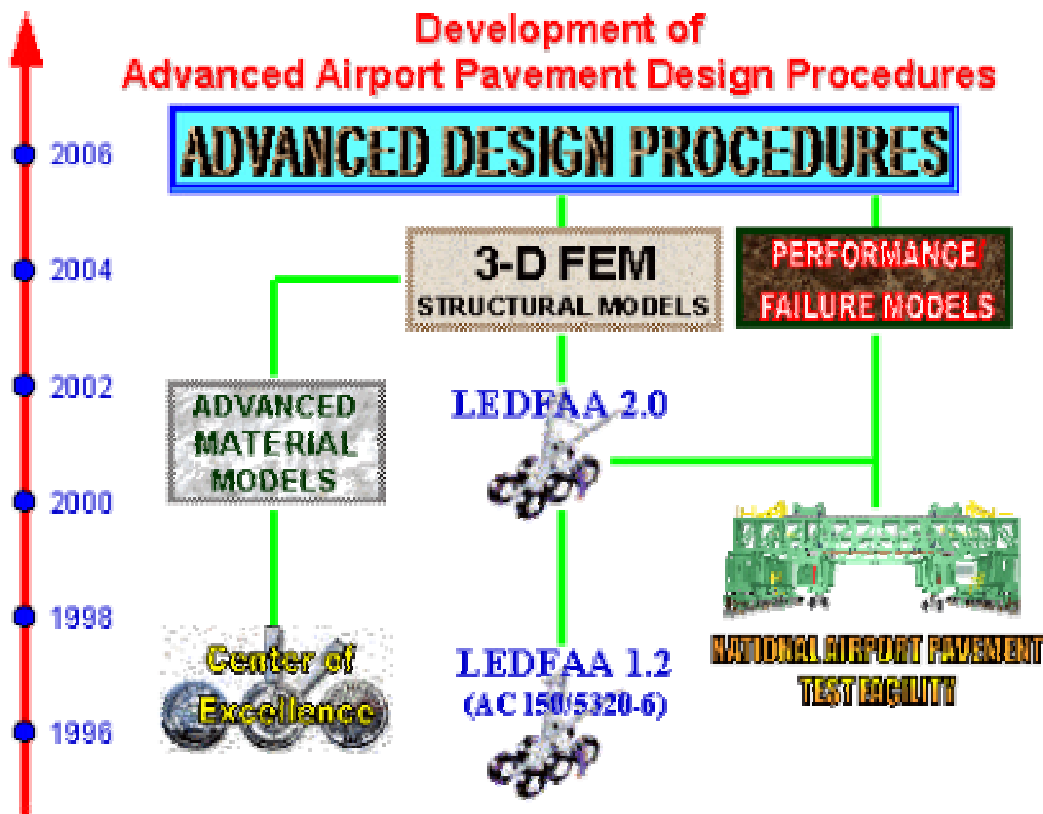 Development of
Advanced Airport Pavement Design Procedures
ADVANCED DESIGN PROCEDURES
2006
3-D FEM
STRUCTURAL MODELS
PERFORMANCE/
FAILURE MODELS
2004
2002
ADVANCED
MATERIAL
MODELS
LEDFAA 2.0
2000
1998
Center of
Excellence
LEDFAA 1.2
(AC 150/5320-6)
NATIONAL AIRPORT PAVEMENT
TEST FACILITY
1996